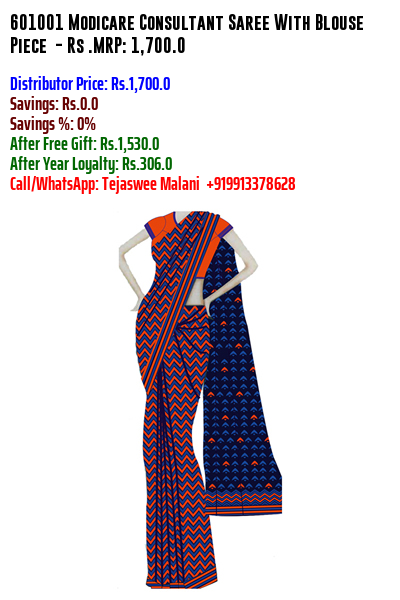 601001 Modicare Consultant Saree With Blouse
Piece - Rs .MRP: 1,700.0
Distributor Price: Rs.1,700.0
Savings: Rs.0.0
Savings %: 0%
After Free Gift: Rs.1,530.0
After Year Loyalty: Rs.306.0
Call/WhatsApp: Tejaswee Malani +919913378628